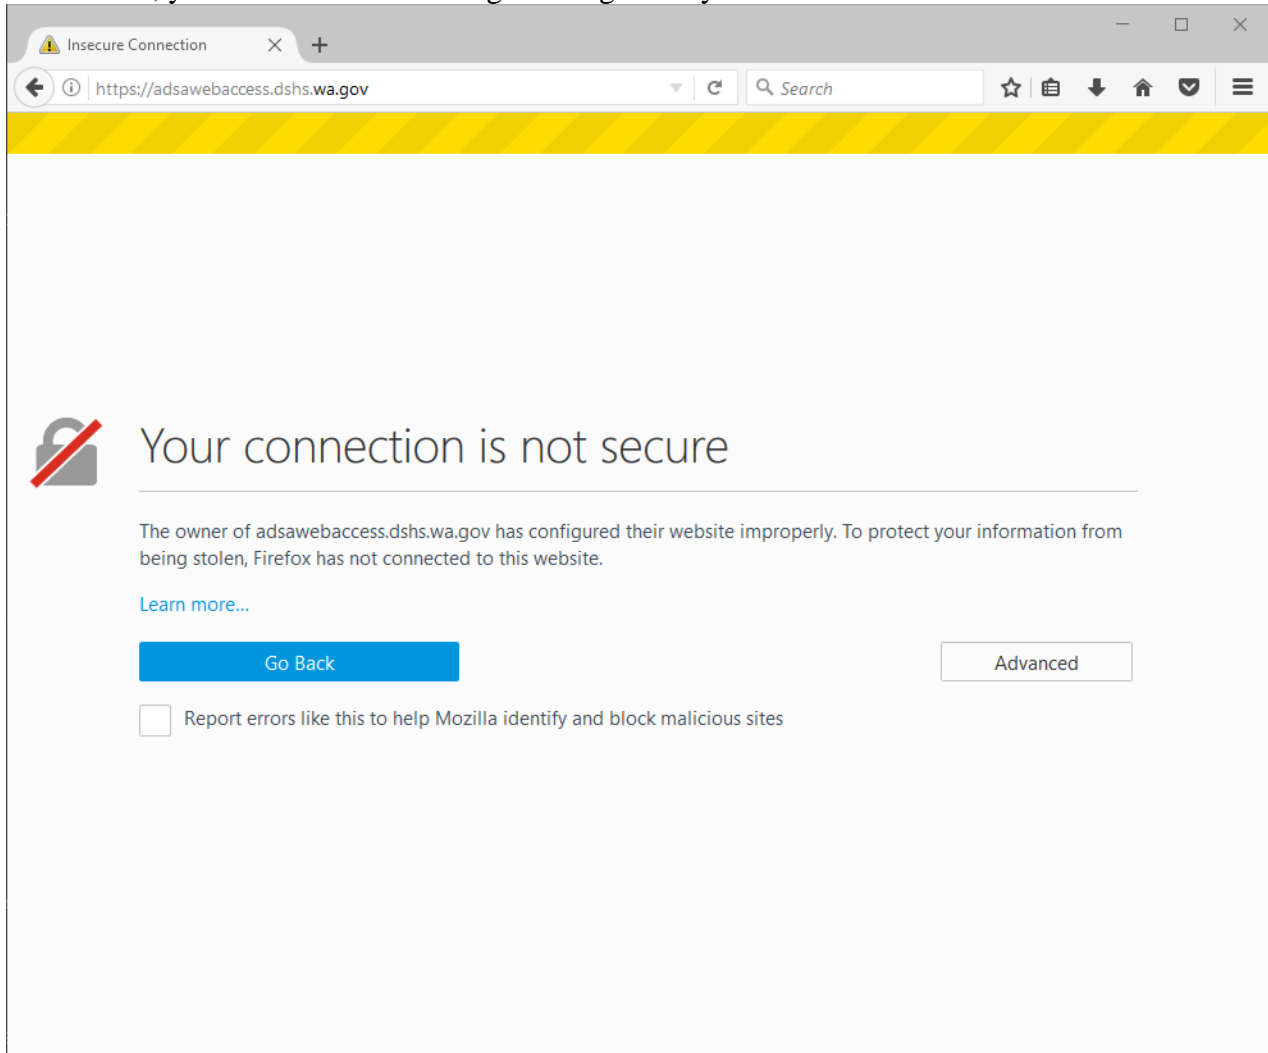 Insecure Connection
https://adsawebaccess.dshs.wa.gov
Search
Your connection is not secure
The owner of adsawebaccess.dshs.wa.gov has configured their website improperly. To protect your information from
being stolen, Firefox has not connected to this website.
Learn more...
Go Back
Advanced
Report errors like this to help Mozilla identify and block malicious sites